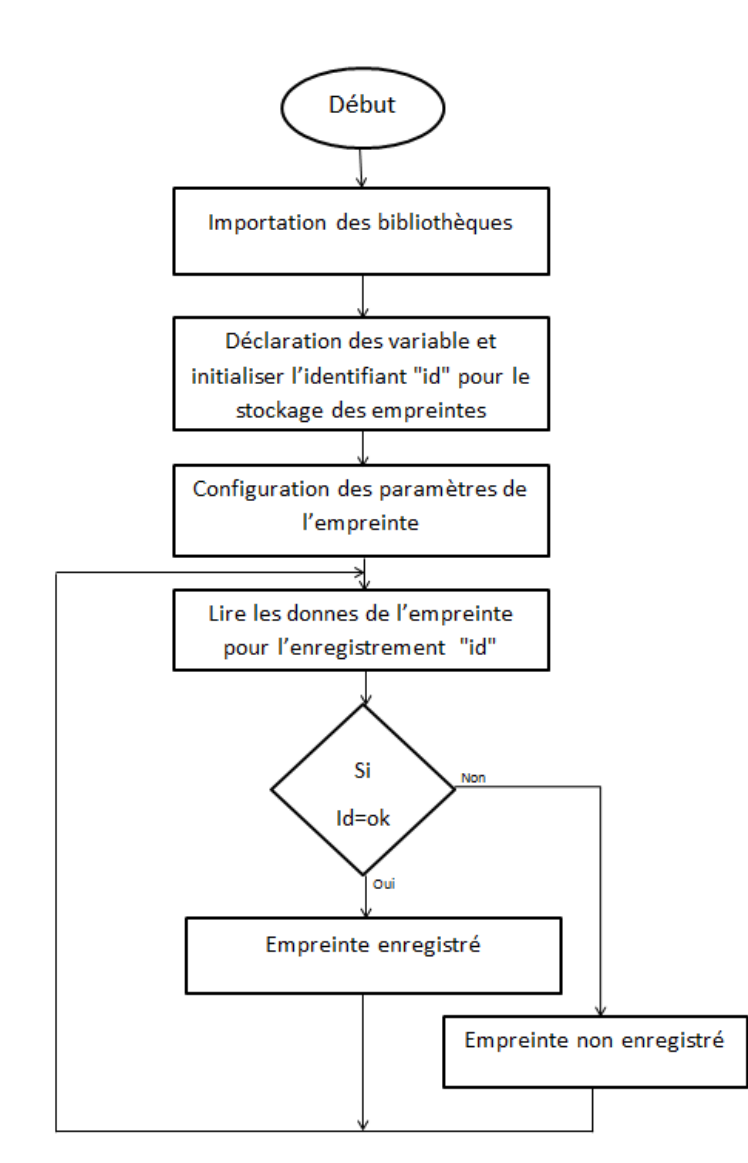 Début
Importation des bibliothèques
Déclaration des variable et
initialiser l'identifiant "id" pour le
stockage des empreintes
Configuration des paramètres de
l'empreinte
Lire les donnes de l'empreinte
pour l'enregistrement "id"
Si
Id=ok
Non
Oui
Empreinte enregistré
Empreinte non enregistré